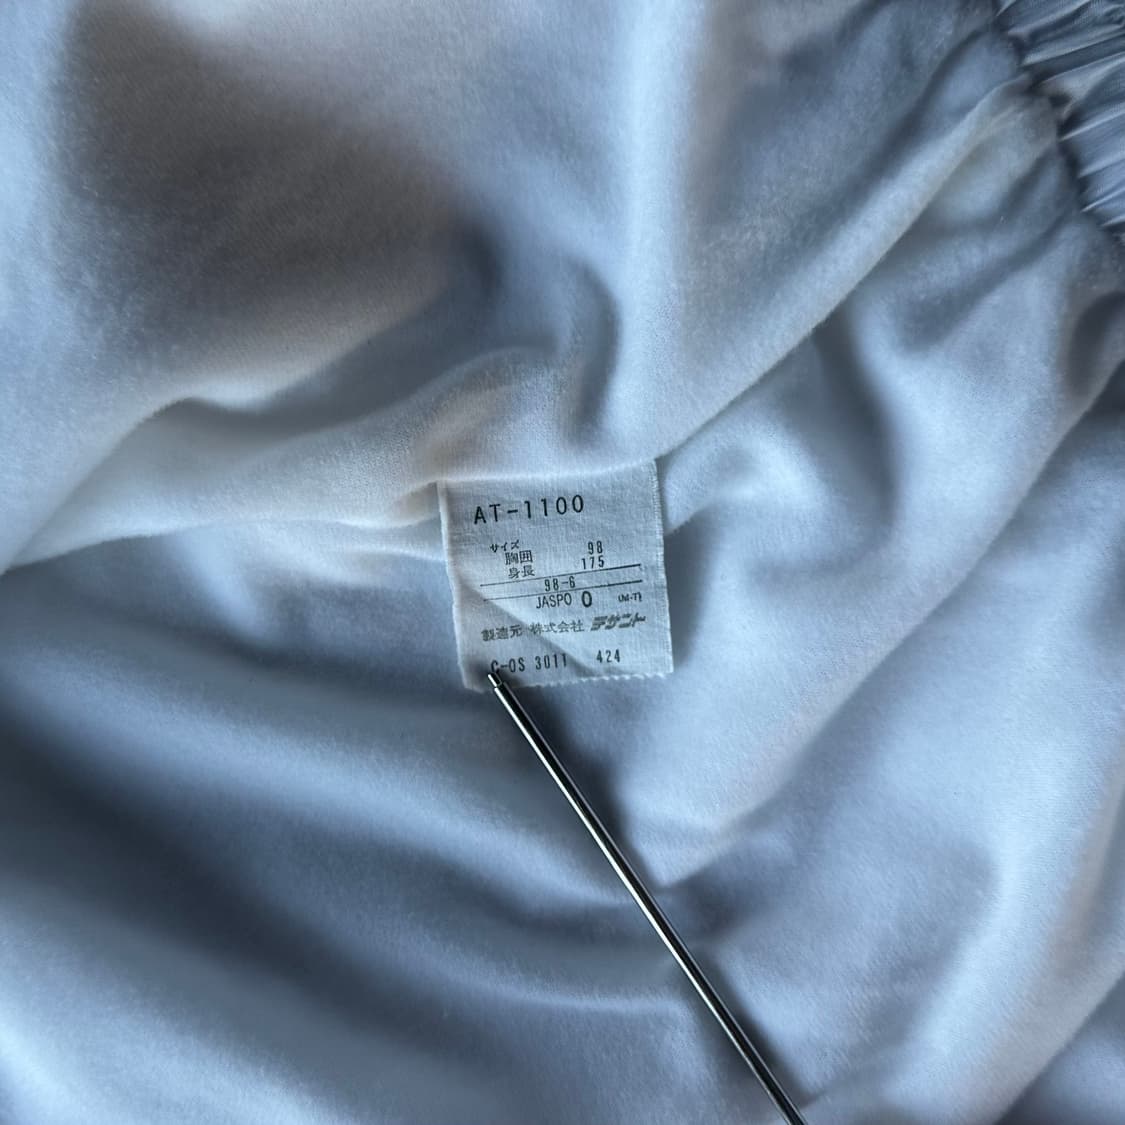 AT-1100
サイズ
胸囲 98
身長 175
98-6
JASPO O (M-T)
製造元 株式会社 デサント
C-OS 3011 424